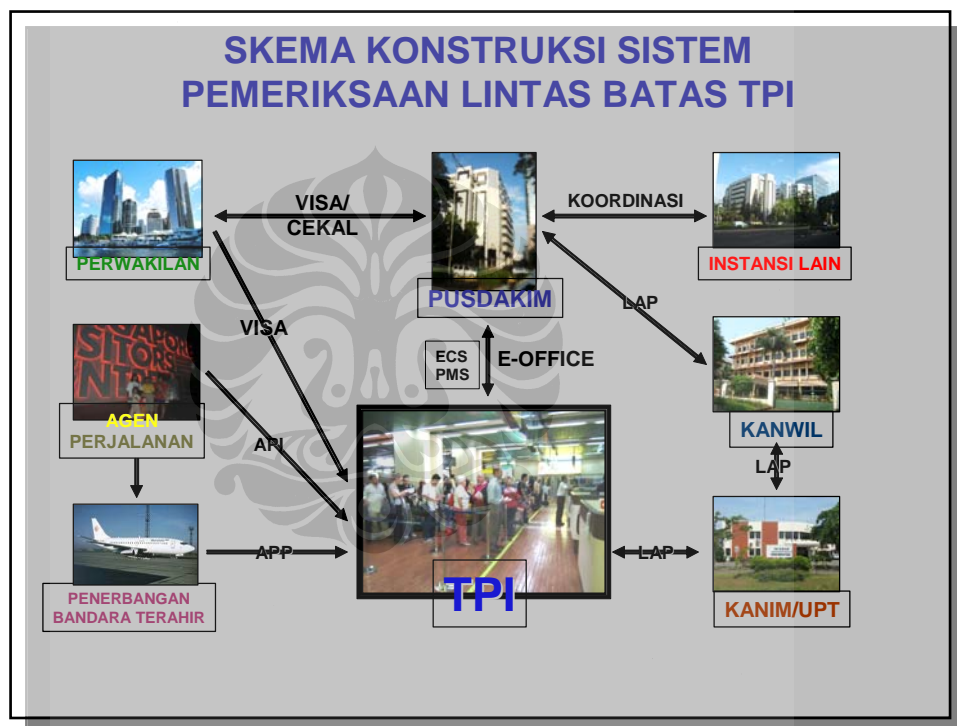 SKEMA KONSTRUKSI SISTEM
PEMERIKSAAN LINTAS BATAS TPI
VISA/
CEKAL
KOORDINASI
PERWAKILAN
PUSDAKIM
INSTANSI LAIN
LAP
VISA
ECS
PMS
E-OFFICE
SITORS
AGEN
PERJALANAN
API
KANWIL
LAP
APP
LAP
TPI
PENERBANGAN
BANDARA TERAHIR
KANIM/UPT